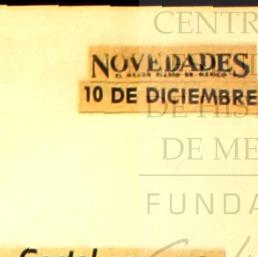 CENTR
NOVEDADES
EL MEJOR DIARIO DE MEXICO
10 DE DICIEMBRE
DE HIS
DE ME
FUNDA